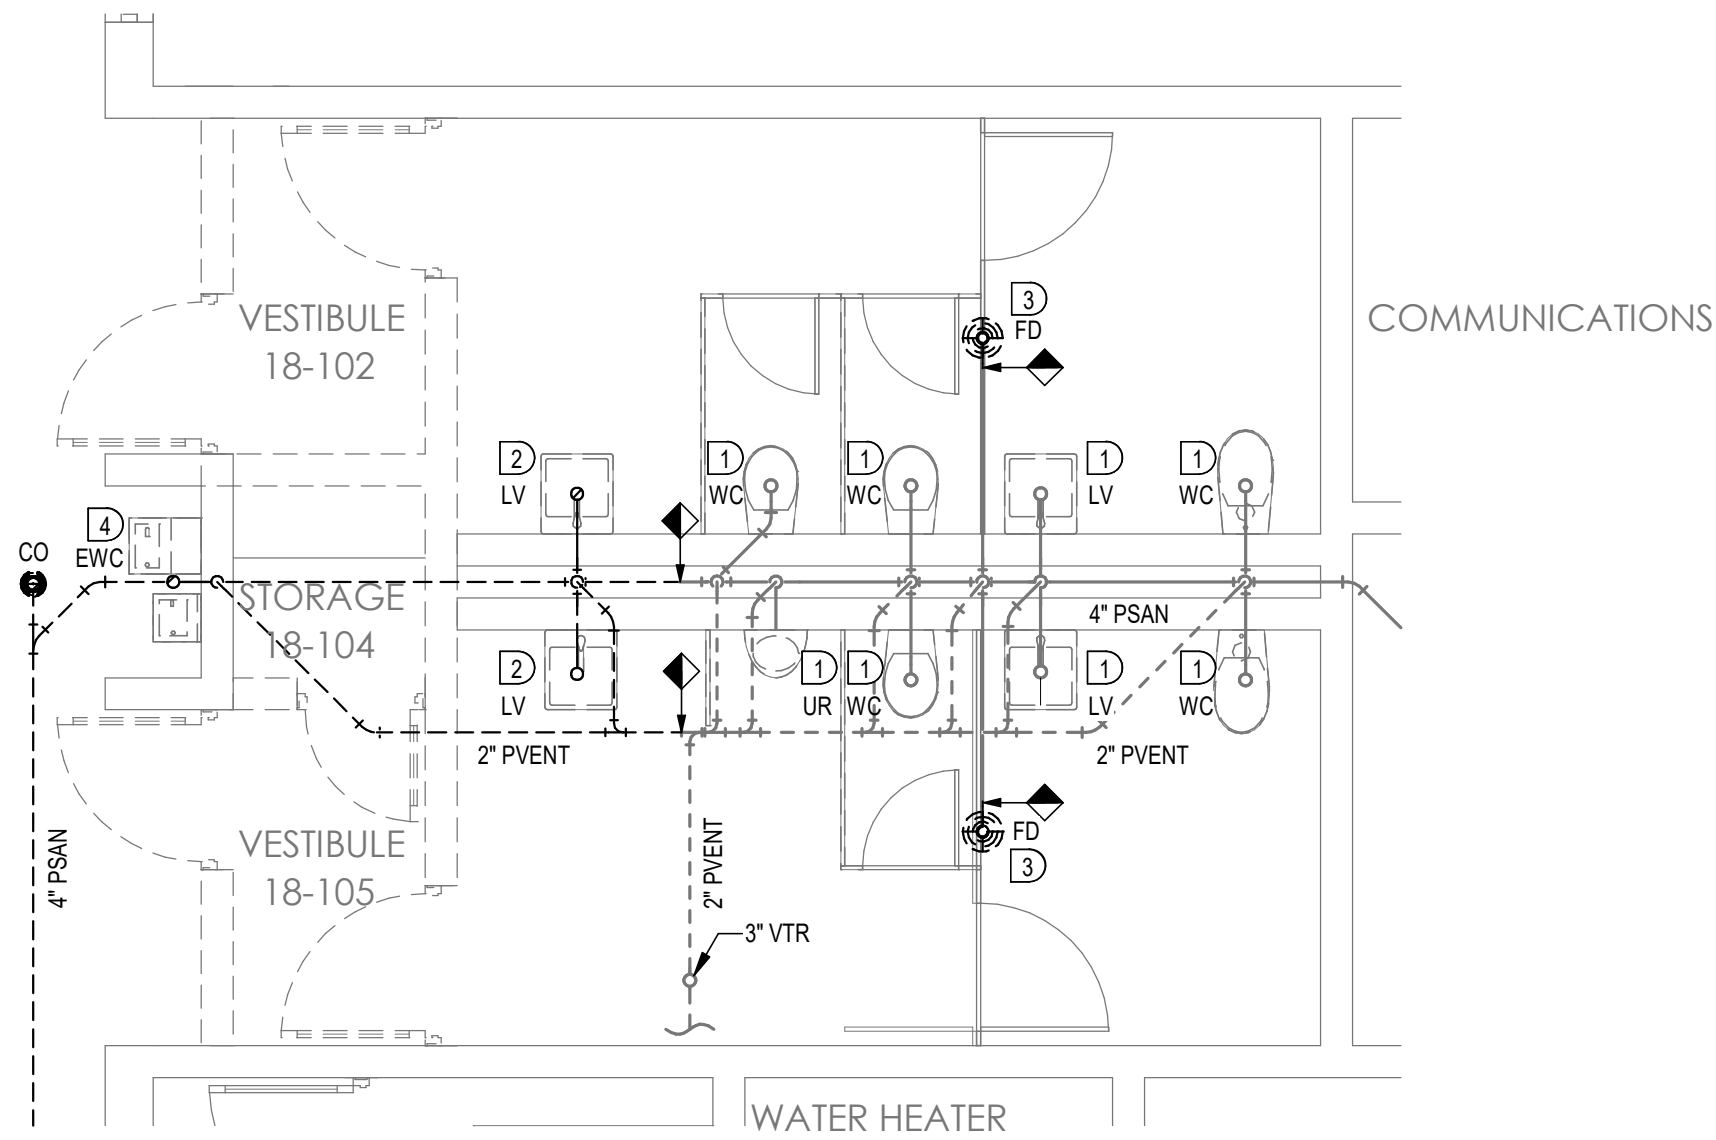 VESTIBULE
18-102
COMMUNICATIONS
3
FD
2
LV
1
WC
1
WC
1
LV
1
WC
4
EWC
CO
STORAGE
18-104
4" PSAN
2
LV
1
UR
1
WC
1
LV
1
WC
2" PVENT
2" PVENT
VESTIBULE
18-105
4" PSAN
2" PVENT
FD
3
3" VTR
WATER HEATER